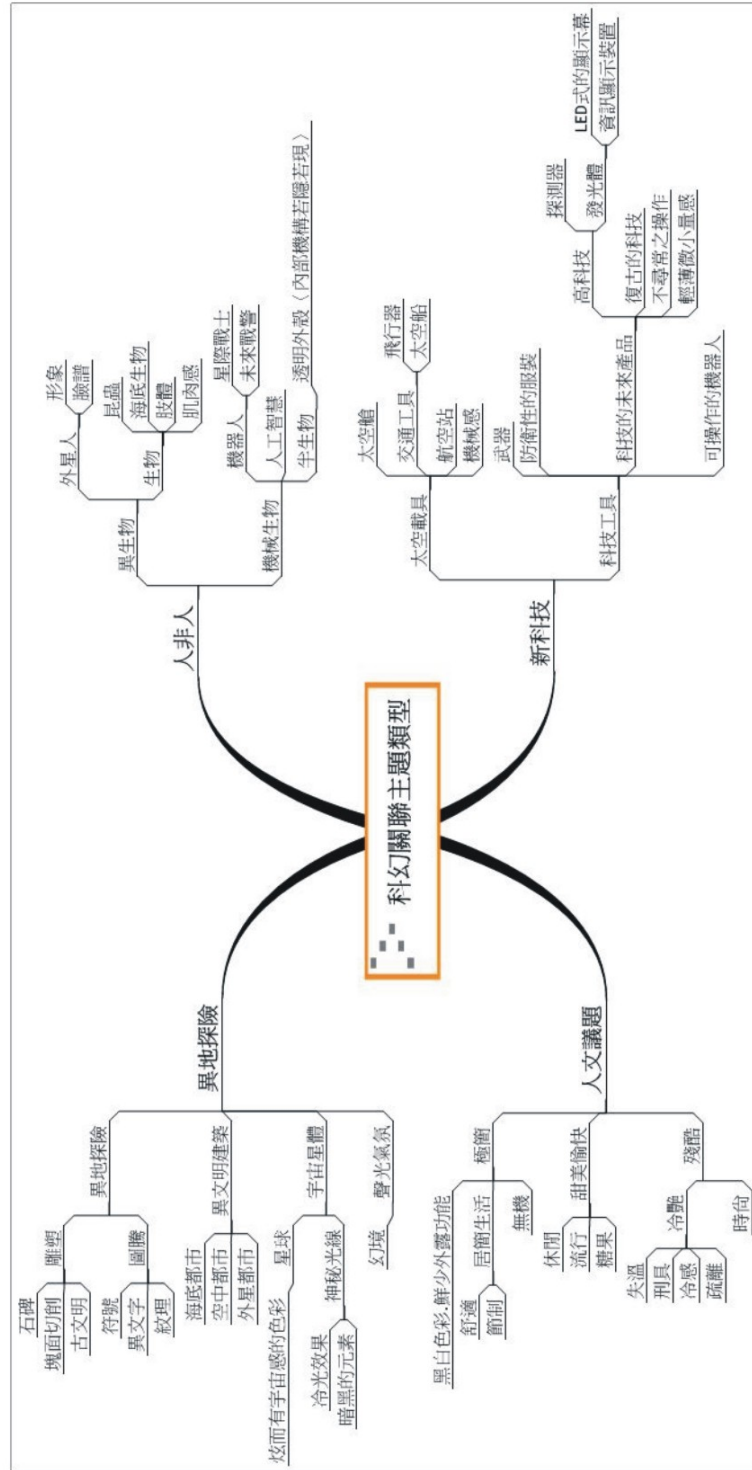 科幻關聯主題類型
人非人
異生物
外星人
形象
臉譜
生物
昆蟲
海底生物
肢體
肌肉感
機械生物
機器人
星際戰士
未來戰警
人工智慧
半生物
透明外殼〈內部機構若隱若現〉
新科技
太空載具
太空艙
交通工具
飛行器
太空船
航空站
機械感
科技工具
武器
防衛性的服裝
科技的未來產品
高科技
探測器
發光體
LED式的顯示幕
資訊顯示裝置
復古的科技
不尋常之操作
輕薄微小量感
可操作的機器人
異地探險
異地探險
雕塑
石碑
塊面切削
古文明
圖騰
符號
異文字
紋理
異文明建築
海底都市
空中都市
外星都市
宇宙星體
星球
炫而有宇宙感的色彩
神秘光線
冷光效果
暗黑的元素
聲光氣氛
幻境
人文議題
極簡
黑白色彩.鮮少外露功能
居簡生活
舒適
節制
無機
甜美愉快
休閒
流行
糖果
殘酷
冷艷
失溫
刑具
冷感
疏離
時尚